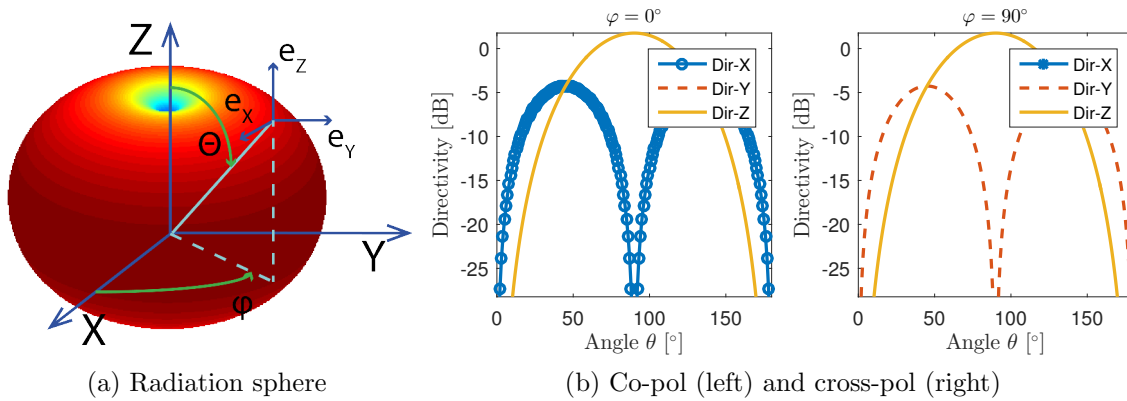 Z
e_Z
e_X
Θ
e_Y
Y
φ
X
(a) Radiation sphere
φ = 0°
Directivity [dB]
0
-5
-10
-15
-20
-25
Dir-X
Dir-Y
Dir-Z
0 50 100 150
Angle θ [°]
φ = 90°
Directivity [dB]
0
-5
-10
-15
-20
-25
Dir-X
Dir-Y
Dir-Z
0 50 100 150
Angle θ [°]
(b) Co-pol (left) and cross-pol (right)